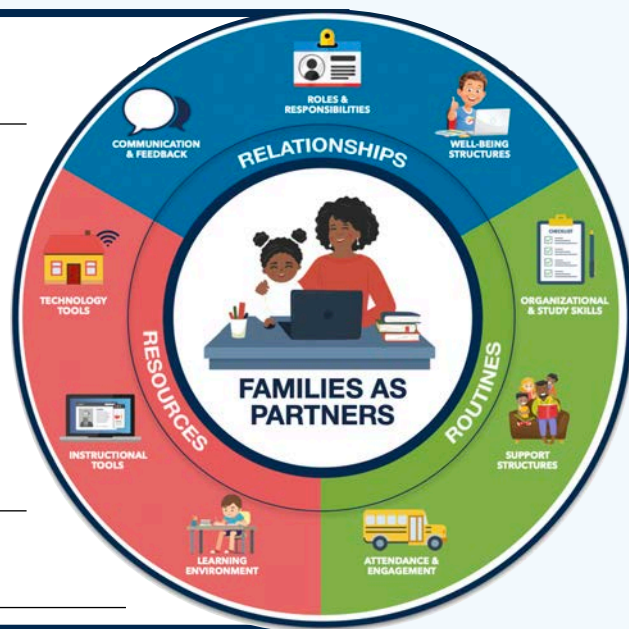 ROLES &
RESPONSIBILITIES
COMMUNICATION
& FEEDBACK
WELL-BEING
STRUCTURES
RELATIONSHIPS
CHECKLIST
TECHNOLOGY
TOOLS
ORGANIZATIONAL
& STUDY SKILLS
RESOURCES
FAMILIES AS
PARTNERS
ROUTINES
INSTRUCTIONAL
TOOLS
SUPPORT
STRUCTURES
LEARNING
ENVIRONMENT
ATTENDANCE &
ENGAGEMENT